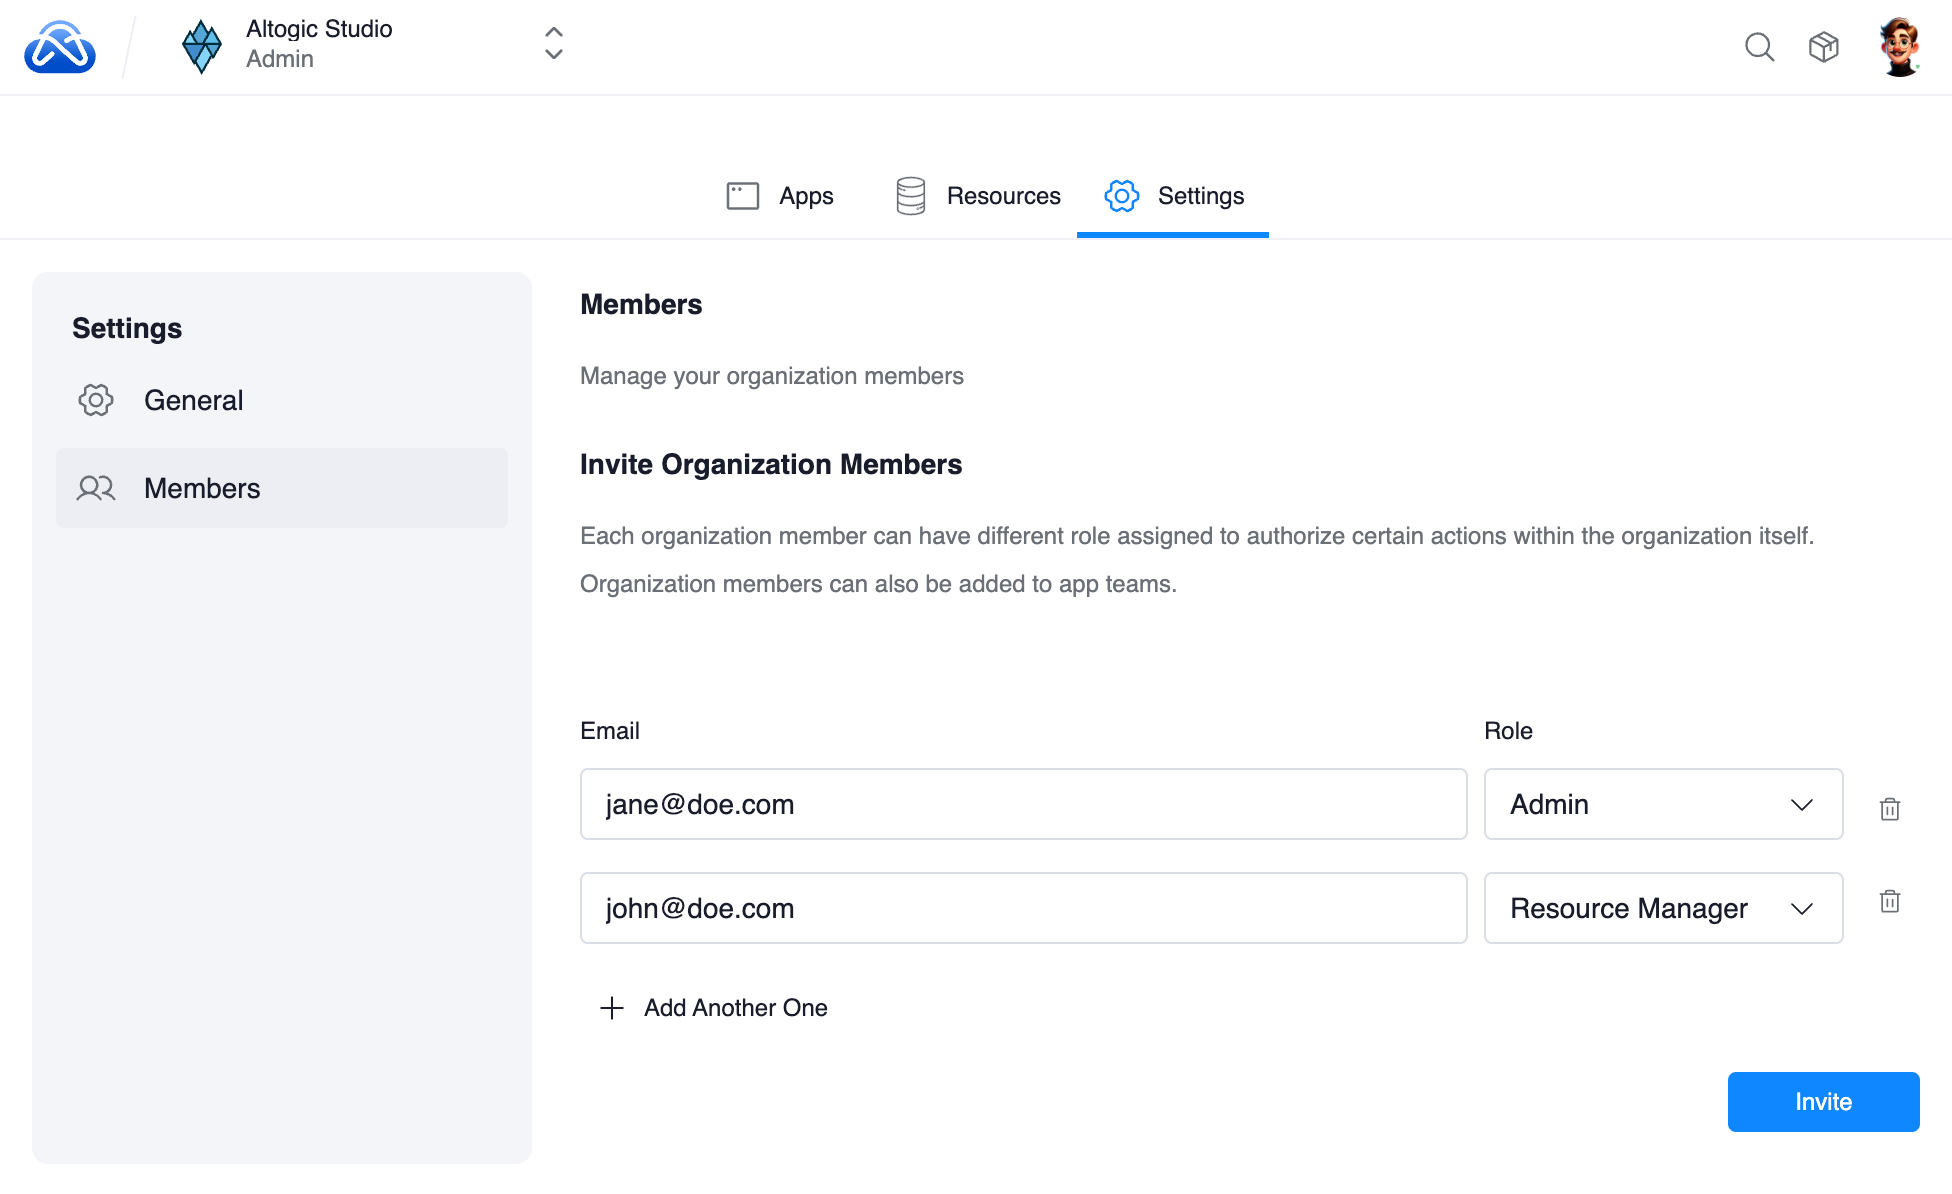 Altogic Studio
Admin
Apps
Resources
Settings
Settings
General
Members
Members
Manage your organization members
Invite Organization Members
Each organization member can have different role assigned to authorize certain actions within the organization itself.
Organization members can also be added to app teams.
Email
Role
jane@doe.com
Admin
john@doe.com
Resource Manager
Add Another One
Invite